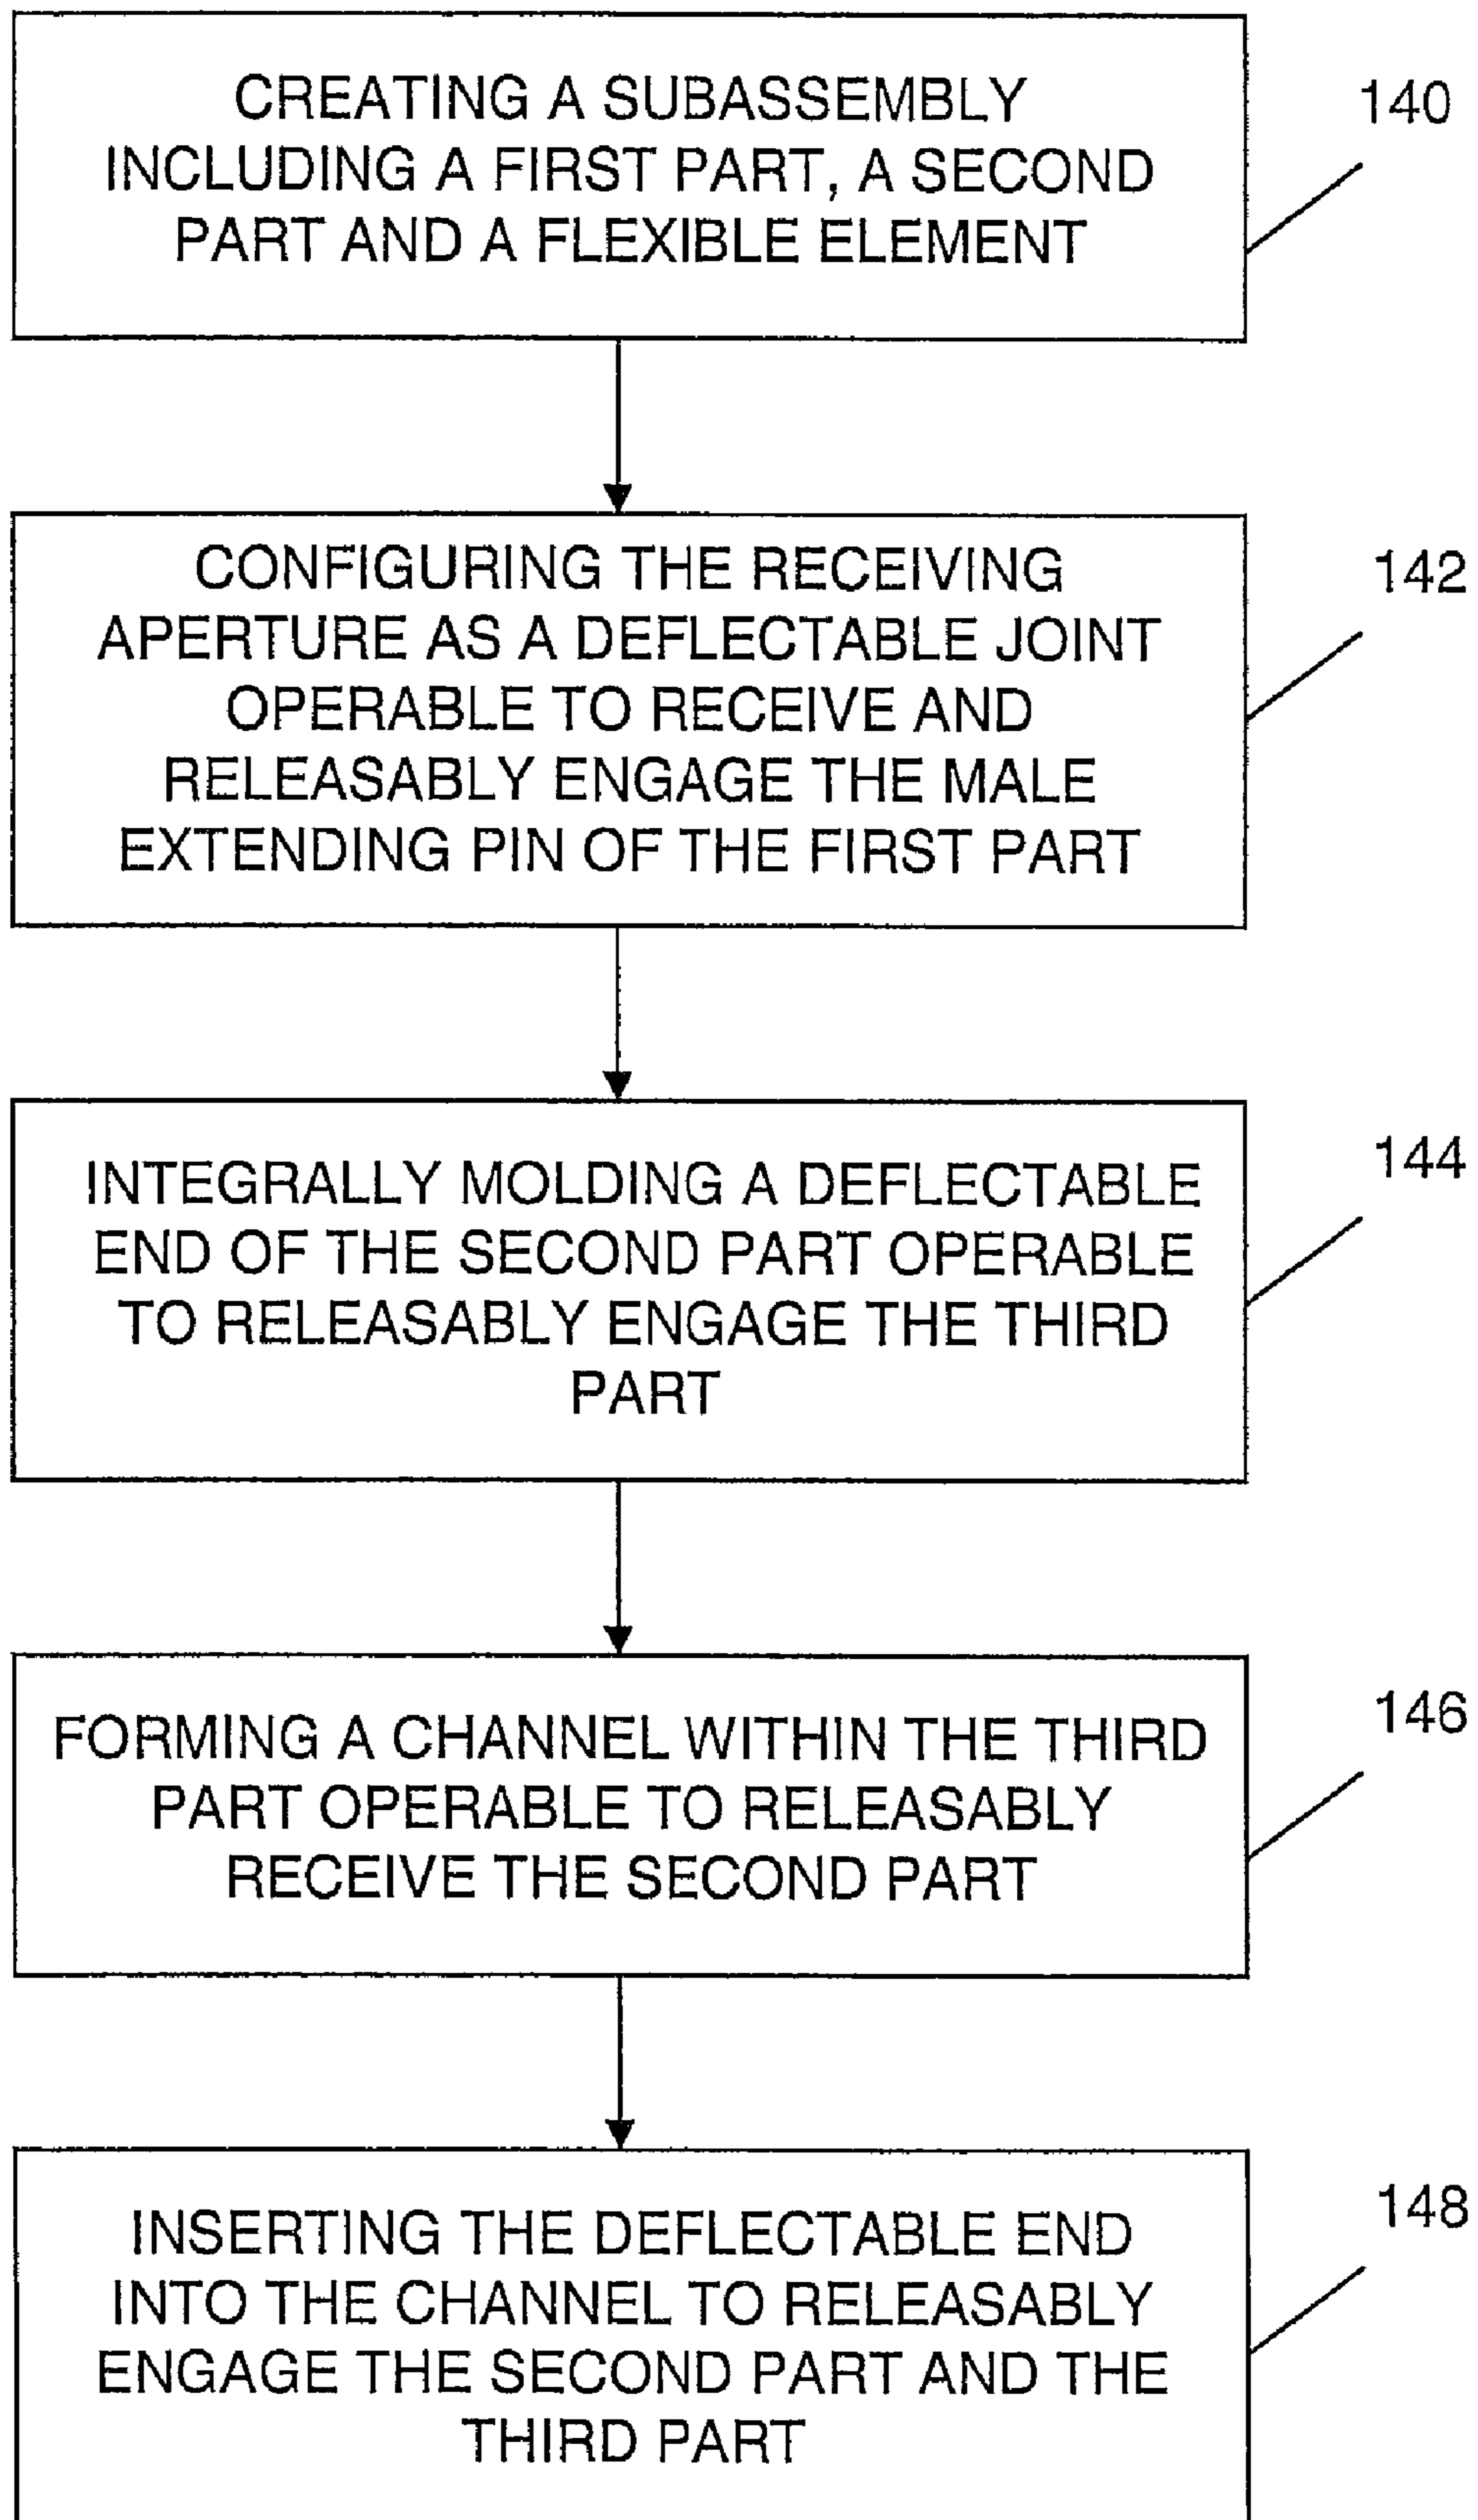 CREATING A SUBASSEMBLY
INCLUDING A FIRST PART, A SECOND
PART AND A FLEXIBLE ELEMENT
140
CONFIGURING THE RECEIVING
APERTURE AS A DEFLECTABLE JOINT
OPERABLE TO RECEIVE AND
RELEASABLY ENGAGE THE MALE
EXTENDING PIN OF THE FIRST PART
142
INTEGRALLY MOLDING A DEFLECTABLE
END OF THE SECOND PART OPERABLE
TO RELEASABLY ENGAGE THE THIRD
PART
144
FORMING A CHANNEL WITHIN THE THIRD
PART OPERABLE TO RELEASABLY
RECEIVE THE SECOND PART
146
INSERTING THE DEFLECTABLE END
INTO THE CHANNEL TO RELEASABLY
ENGAGE THE SECOND PART AND THE
THIRD PART
148